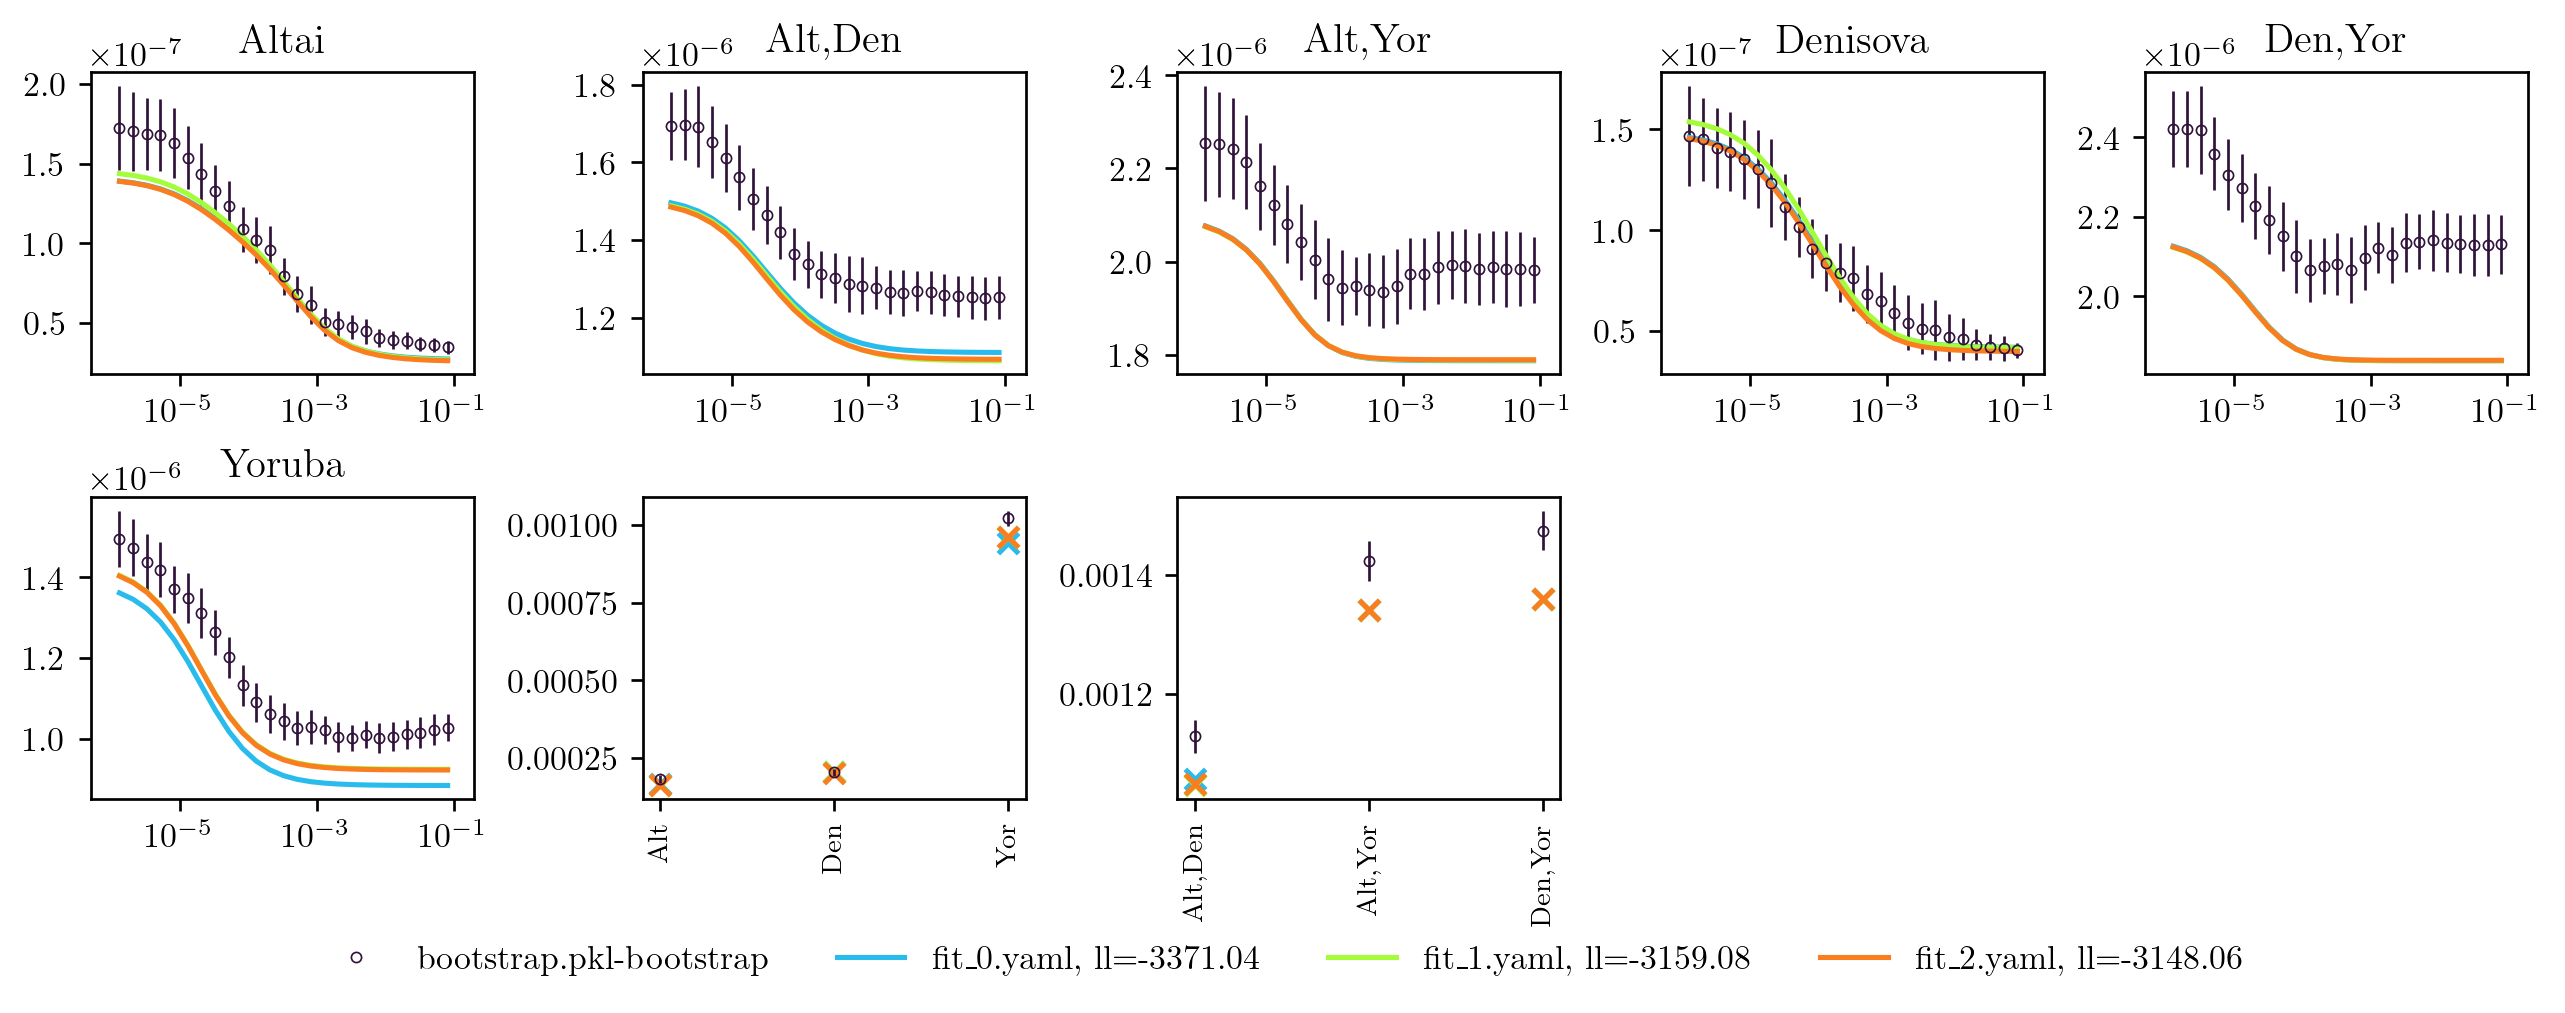 Altai
×10⁻⁷
2.0
1.5
1.0
0.5
10⁻⁵ 10⁻³ 10⁻¹
Alt,Den
×10⁻⁶
1.8
1.6
1.4
1.2
10⁻⁵ 10⁻³ 10⁻¹
Alt,Yor
×10⁻⁶
2.4
2.2
2.0
1.8
10⁻⁵ 10⁻³ 10⁻¹
Denisova
×10⁻⁷
1.5
1.0
0.5
10⁻⁵ 10⁻³ 10⁻¹
Den,Yor
×10⁻⁶
2.4
2.2
2.0
10⁻⁵ 10⁻³ 10⁻¹
Yoruba
×10⁻⁶
1.4
1.2
1.0
10⁻⁵ 10⁻³ 10⁻¹
0.00100
0.00075
0.00050
0.00025
Alt
Den
Yor
0.0014
0.0012
Alt,Den
Alt,Yor
Den,Yor
bootstrap.pkl-bootstrap
fit_0.yaml, ll=-3371.04
fit_1.yaml, ll=-3159.08
fit_2.yaml, ll=-3148.06